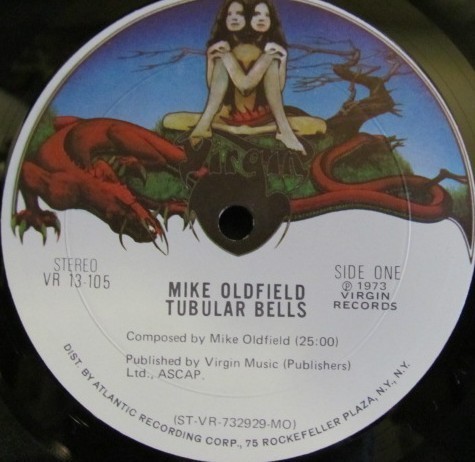 Virgin
STEREO
VR 13-105
SIDE ONE
℗ 1973
VIRGIN
RECORDS
MIKE OLDFIELD
TUBULAR BELLS
Composed by Mike Oldfield (25:00)
Published by Virgin Music (Publishers)
Ltd., ASCAP.
(ST-VR-732929-MO)
DIST. BY ATLANTIC RECORDING CORP., 75 ROCKEFELLER PLAZA, N.Y., N.Y.